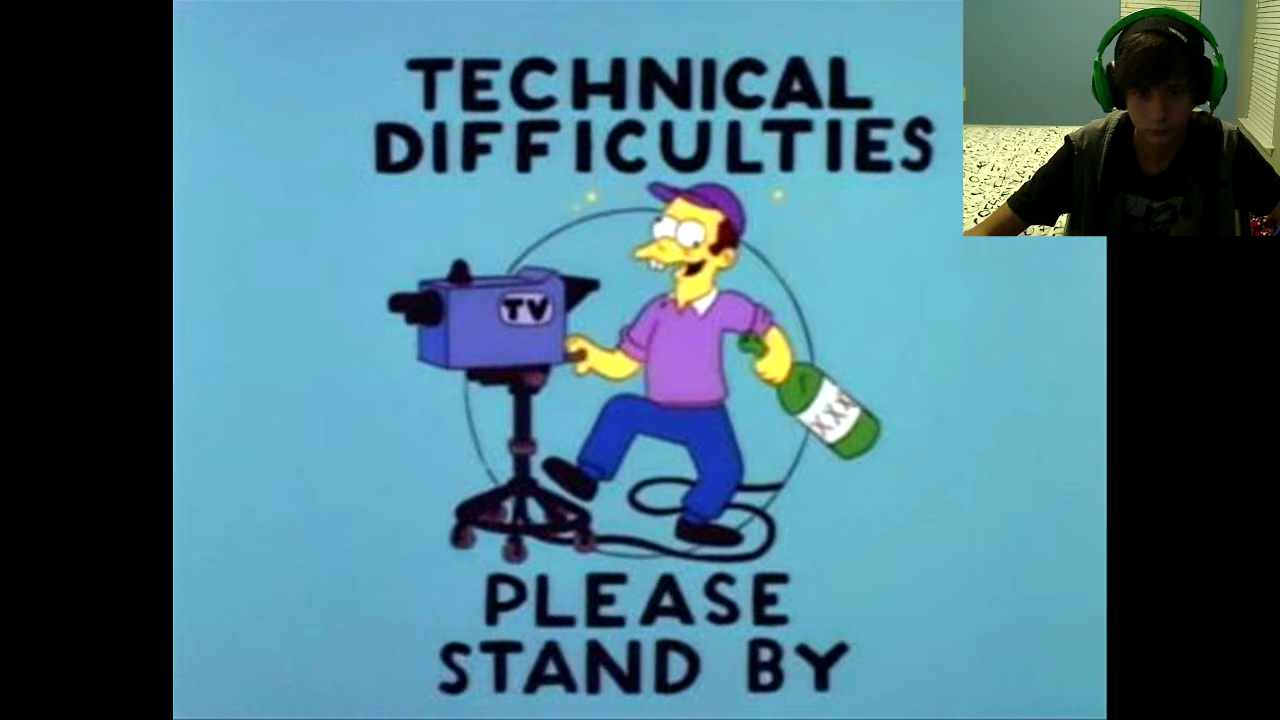 TECHNICAL
DIFFICULTIES
TV
XXX
PLEASE
STAND BY